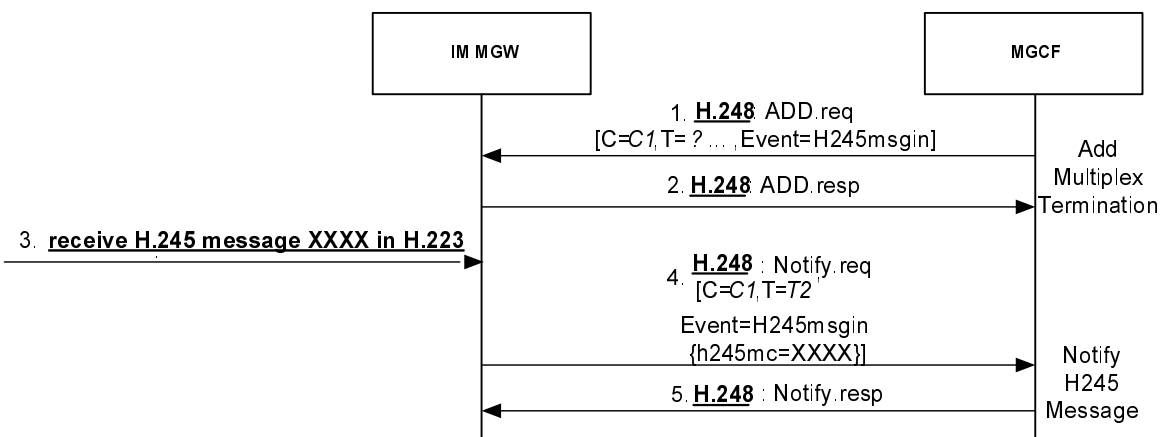 IM MGW
MGCF
1. H.248: ADD.req
[C=C1,T= ? ... ,Event=H245msgin]
Add
Multiplex
Termination
2. H.248: ADD.resp
3. receive H.245 message XXXX in H.223
4. H.248 : Notify.req
[C=C1,T=T2 ,
Event=H245msgin
{h245mc=XXXX}]
Notify
H245
Message
5. H.248 : Notify.resp